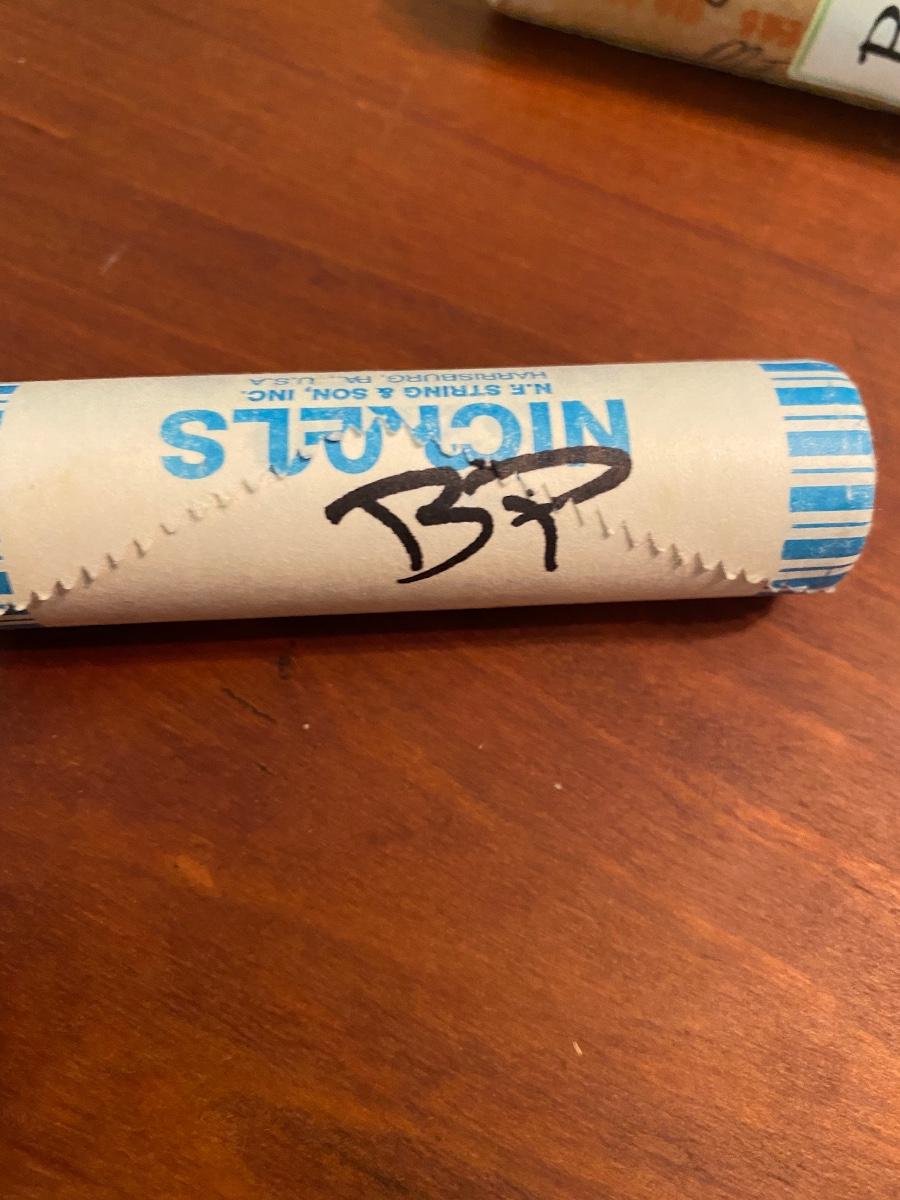 NICKELS
N.F. STRING & SON, INC.
HARRISBURG, PA., U.S.A
BP